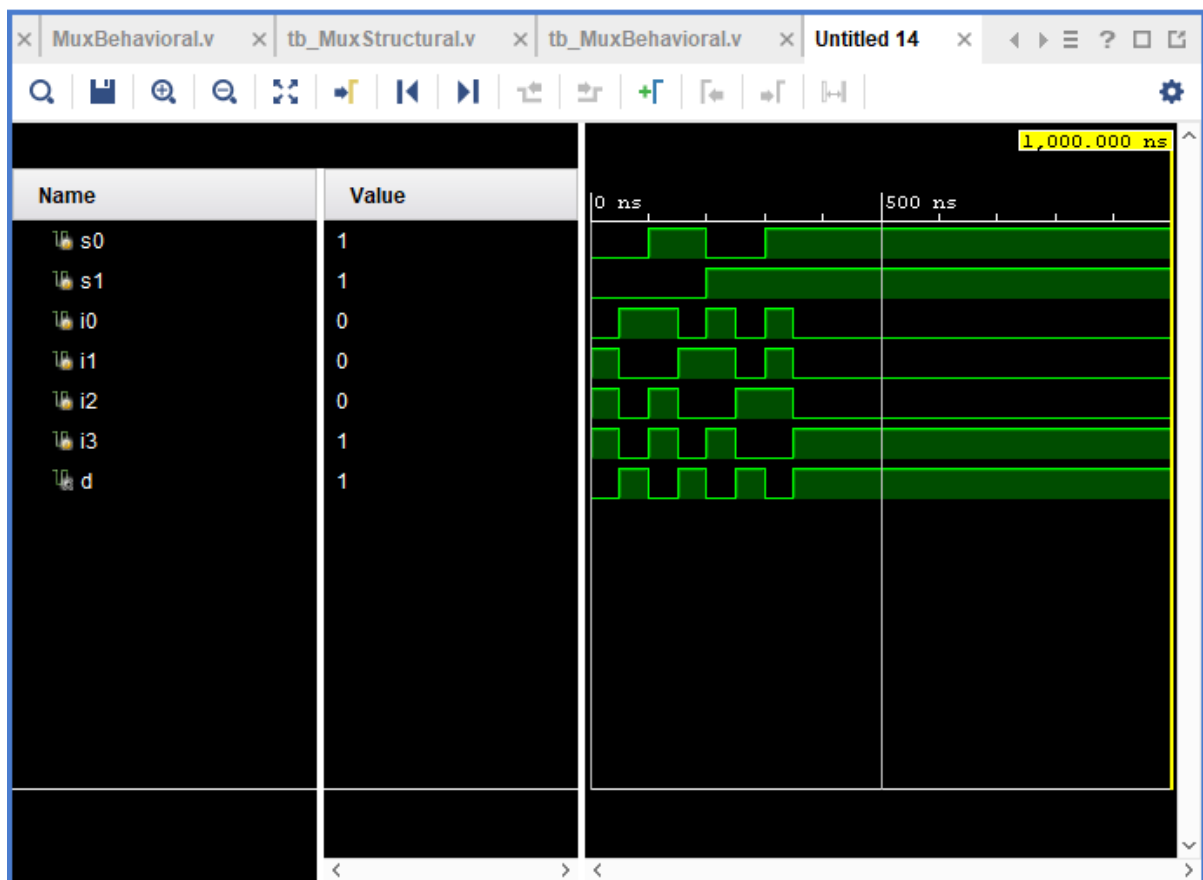 MuxBehavioral.v tb_MuxStructural.v tb_MuxBehavioral.v Untitled 14
1,000.000 ns
Name Value
0 ns 500 ns
s0 1
s1 1
i0 0
i1 0
i2 0
i3 1
d 1